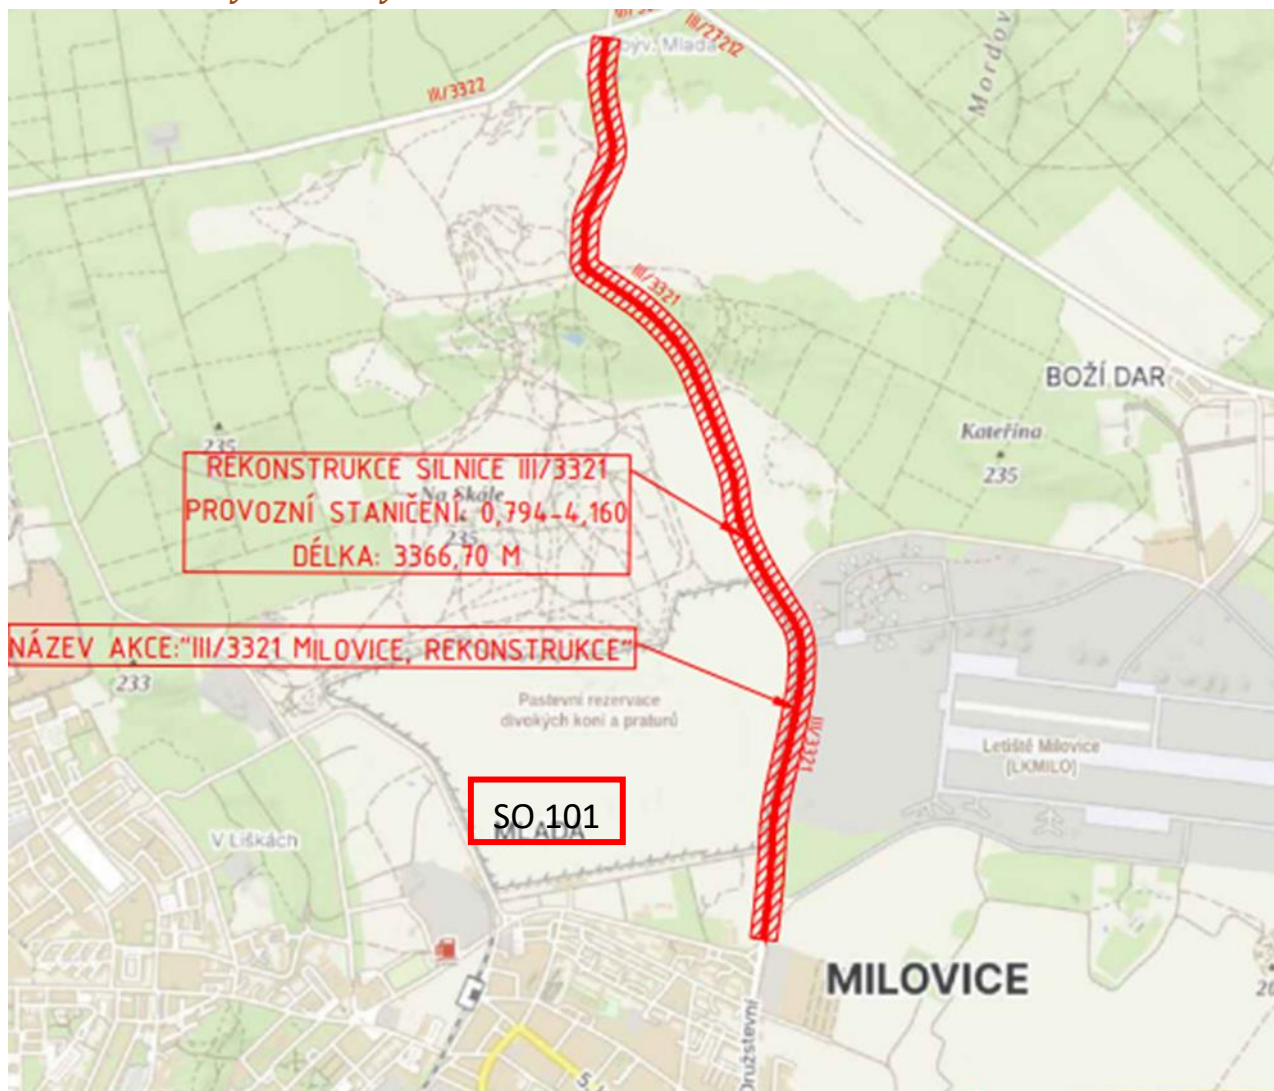 III/27212
býv. Mlada
III/3322
Mordov
III/3321
BOŽÍ DAR
Kateřina
235
235
REKONSTRUKCE SILNICE III/3321
Na Skále
PROVOZNÍ STANIČENÍ: 0,794-4,160
235
DÉLKA: 3366,70 M
NÁZEV AKCE:"III/3321 MILOVICE, REKONSTRUKCE"
233
Pastevní rezervace
divokých koní a praturů
III/3321
Letiště Milovice
[LKMILO]
SO 101
MLADÁ
V Liškách
MILOVICE
Družstevní